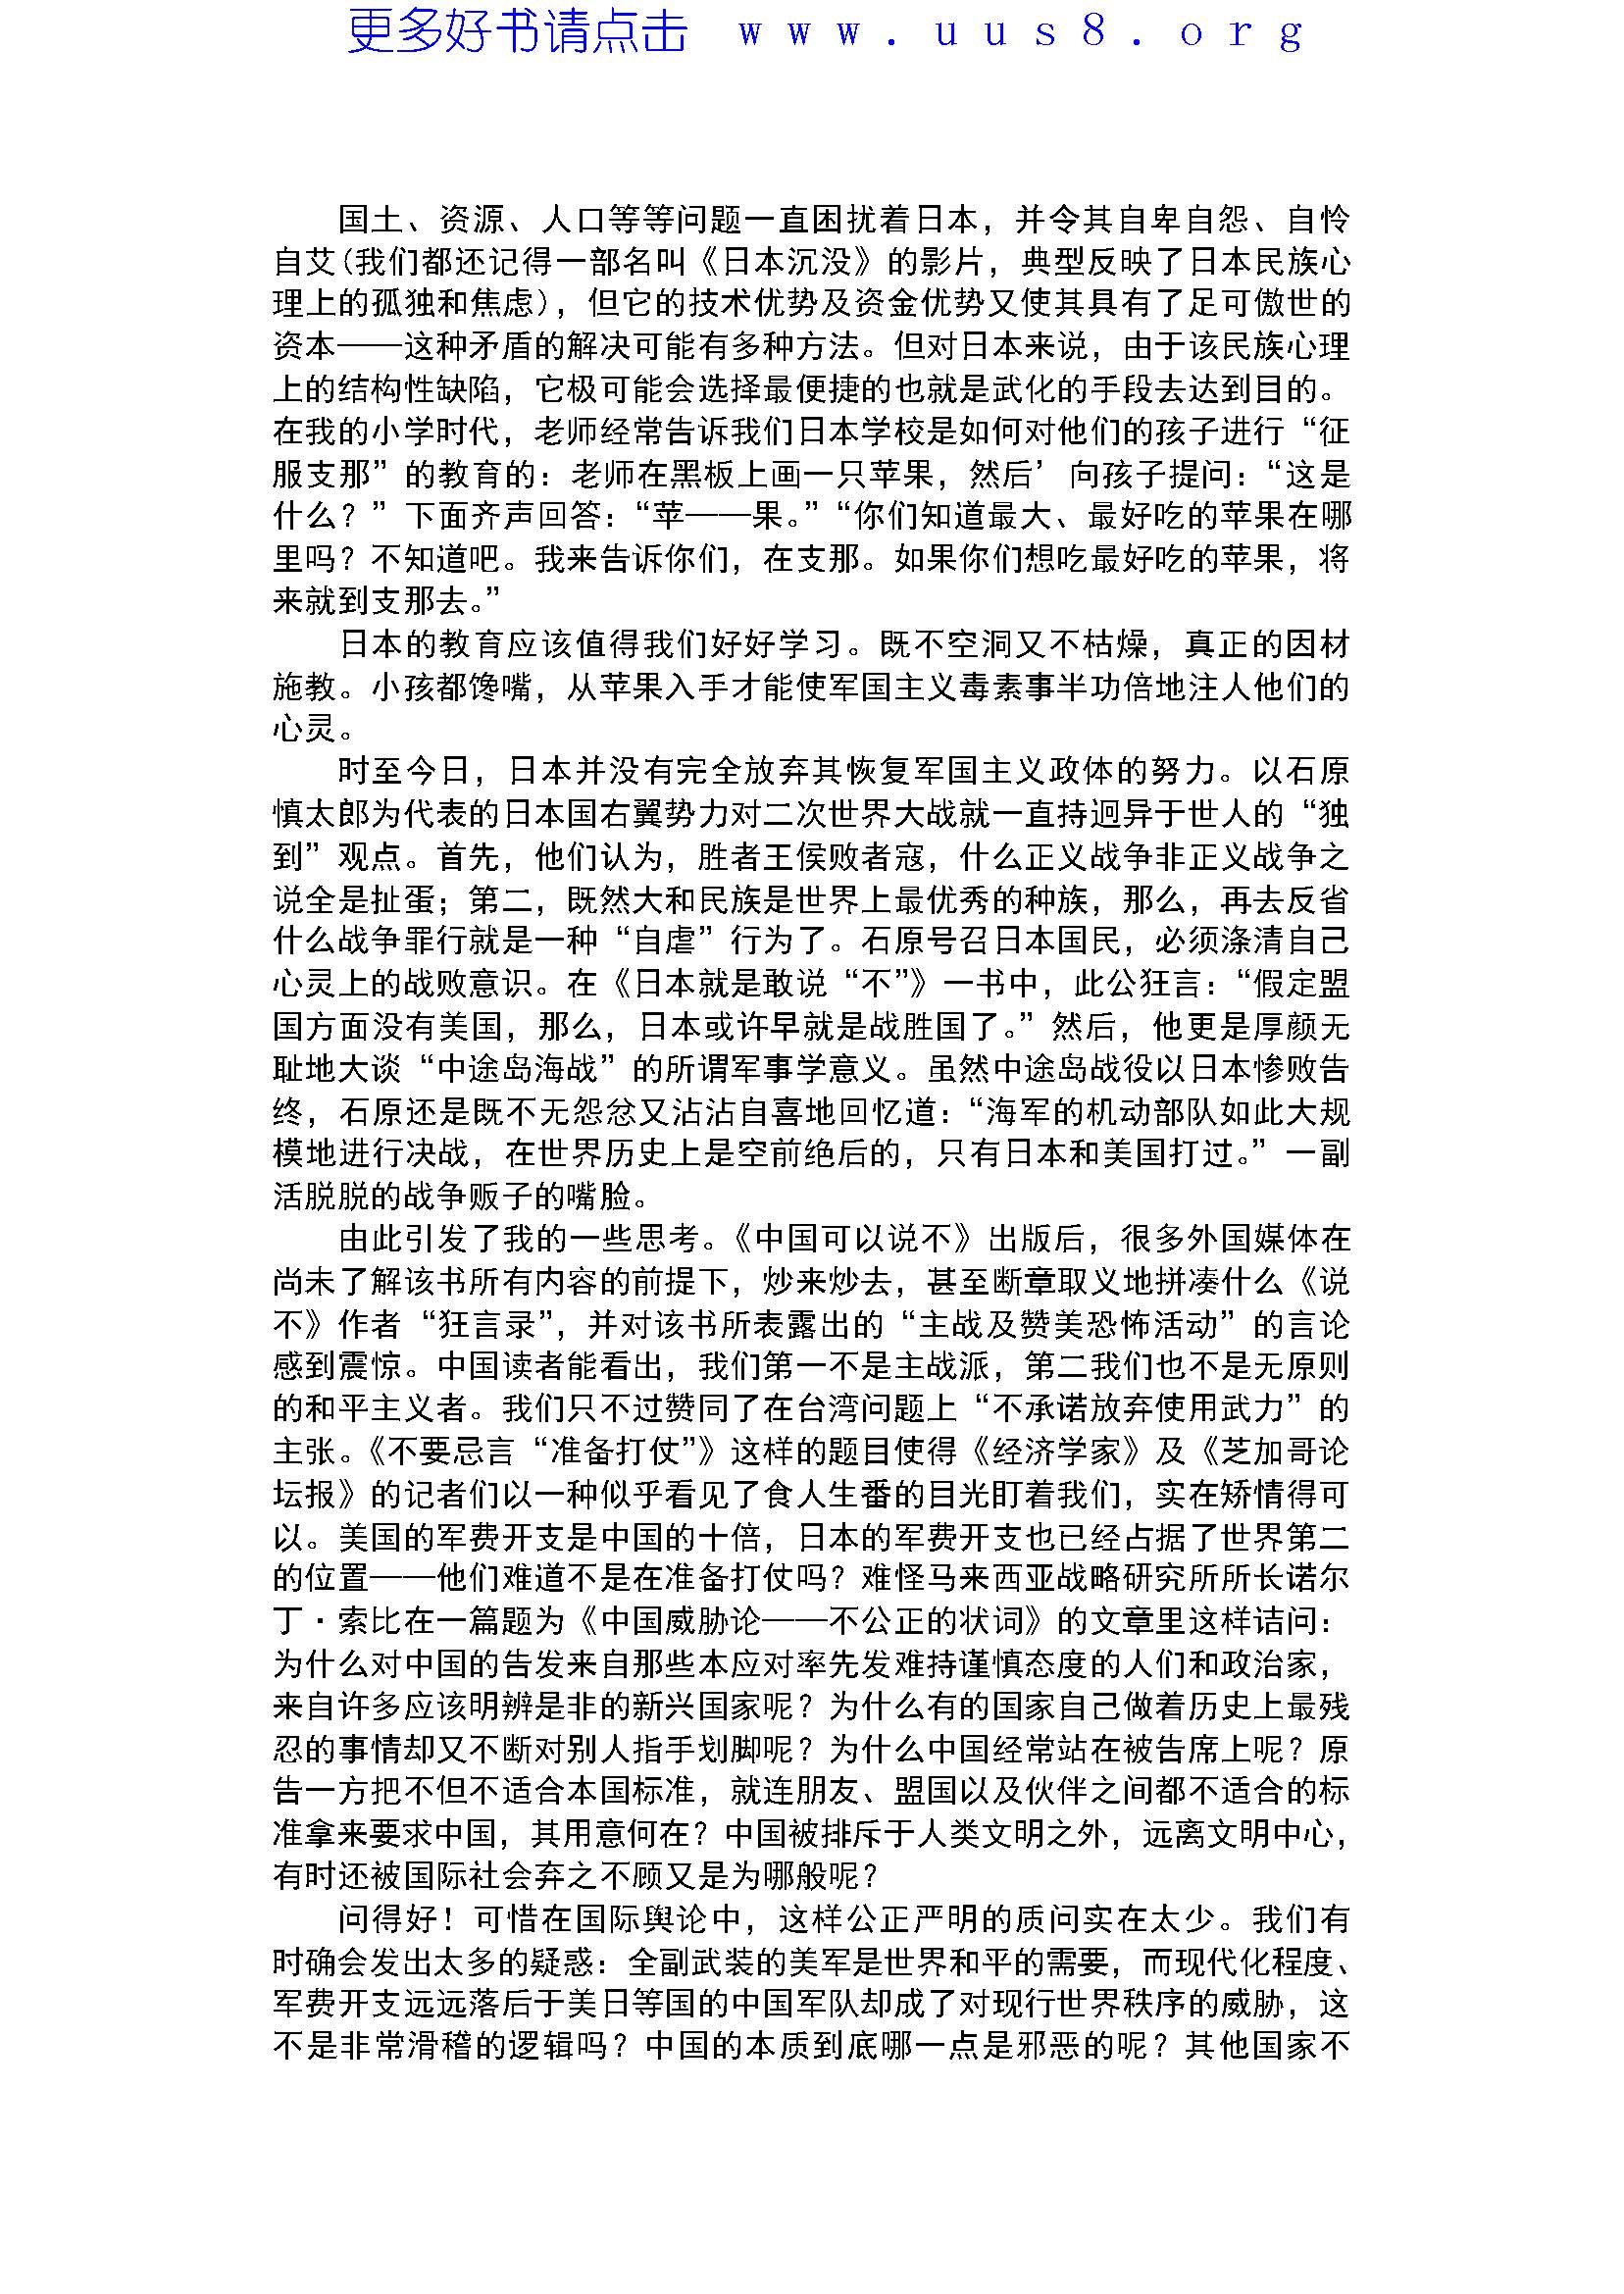 更多好书请点击 www.uus8.org
国土、资源、人口等等问题一直困扰着日本，并令其自卑自怨、自怜
自艾(我们都还记得一部名叫《日本沉没》的影片，典型反映了日本民族心
理上的孤独和焦虑)，但它的技术优势及资金优势又使其具有了足可傲世的
资本——这种矛盾的解决可能有多种方法。但对日本来说，由于该民族心理
上的结构性缺陷，它极可能会选择最便捷的也就是武化的手段去达到目的。
在我的小学时代，老师经常告诉我们日本学校是如何对他们的孩子进行“征
服支那”的教育的：老师在黑板上画一只苹果，然后’向孩子提问：“这是
什么？”下面齐声回答：“苹——果。”“你们知道最大、最好吃的苹果在哪
里吗？不知道吧。我来告诉你们，在支那。如果你们想吃最好吃的苹果，将
来就到支那去。”
日本的教育应该值得我们好好学习。既不空洞又不枯燥，真正的因材
施教。小孩都馋嘴，从苹果入手才能使军国主义毒素事半功倍地注人他们的
心灵。
时至今日，日本并没有完全放弃其恢复军国主义政体的努力。以石原
慎太郎为代表的日本国右翼势力对二次世界大战就一直持迥异于世人的“独
到”观点。首先，他们认为，胜者王侯败者寇，什么正义战争非正义战争之
说全是扯蛋；第二，既然大和民族是世界上最优秀的种族，那么，再去反省
什么战争罪行就是一种“自虐”行为了。石原号召日本国民，必须涤清自己
心灵上的战败意识。在《日本就是敢说“不”》一书中，此公狂言：“假定盟
国方面没有美国，那么，日本或许早就是战胜国了。”然后，他更是厚颜无
耻地大谈“中途岛海战”的所谓军事学意义。虽然中途岛战役以日本惨败告
终，石原还是既不无怨忿又沾沾自喜地回忆道：“海军的机动部队如此大规
模地进行决战，在世界历史上是空前绝后的，只有日本和美国打过。”一副
活脱脱的战争贩子的嘴脸。
由此引发了我的一些思考。《中国可以说不》出版后，很多外国媒体在
尚未了解该书所有内容的前提下，炒来炒去，甚至断章取义地拼凑什么《说
不》作者“狂言录”，并对该书所表露出的“主战及赞美恐怖活动”的言论
感到震惊。中国读者能看出，我们第一不是主战派，第二我们也不是无原则
的和平主义者。我们只不过赞同了在台湾问题上“不承诺放弃使用武力”的
主张。《不要忌言“准备打仗”》这样的题目使得《经济学家》及《芝加哥论
坛报》的记者们以一种似乎看见了食人生番的目光盯着我们，实在矫情得可
以。美国的军费开支是中国的十倍，日本的军费开支也已经占据了世界第二
的位置——他们难道不是在准备打仗吗？难怪马来西亚战略研究所所长诺尔
丁·索比在一篇题为《中国威胁论——不公正的状词》的文章里这样诘问：
为什么对中国的告发来自那些本应对率先发难持谨慎态度的人们和政治家，
来自许多应该明辨是非的新兴国家呢？为什么有的国家自己做着历史上最残
忍的事情却又不断对别人指手划脚呢？为什么中国经常站在被告席上呢？原
告一方把不但不适合本国标准，就连朋友、盟国以及伙伴之间都不适合的标
准拿来要求中国，其用意何在？中国被排斥于人类文明之外，远离文明中心，
有时还被国际社会弃之不顾又是为哪般呢？
问得好！可惜在国际舆论中，这样公正严明的质问实在太少。我们有
时确会发出太多的疑惑：全副武装的美军是世界和平的需要，而现代化程度、
军费开支远远落后于美日等国的中国军队却成了对现行世界秩序的威胁，这
不是非常滑稽的逻辑吗？中国的本质到底哪一点是邪恶的呢？其他国家不